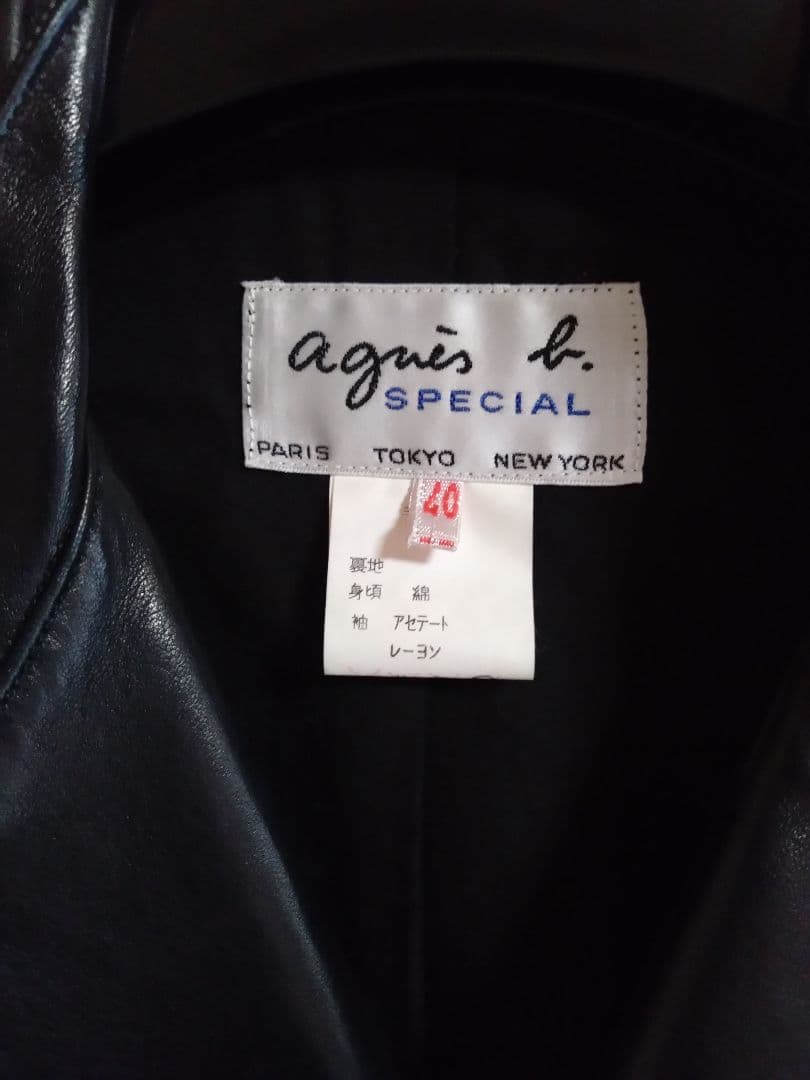 agnès b.
SPECIAL
PARIS TOKYO NEW YORK
40
裏地
身頃 綿
袖 アセテート
レーヨン